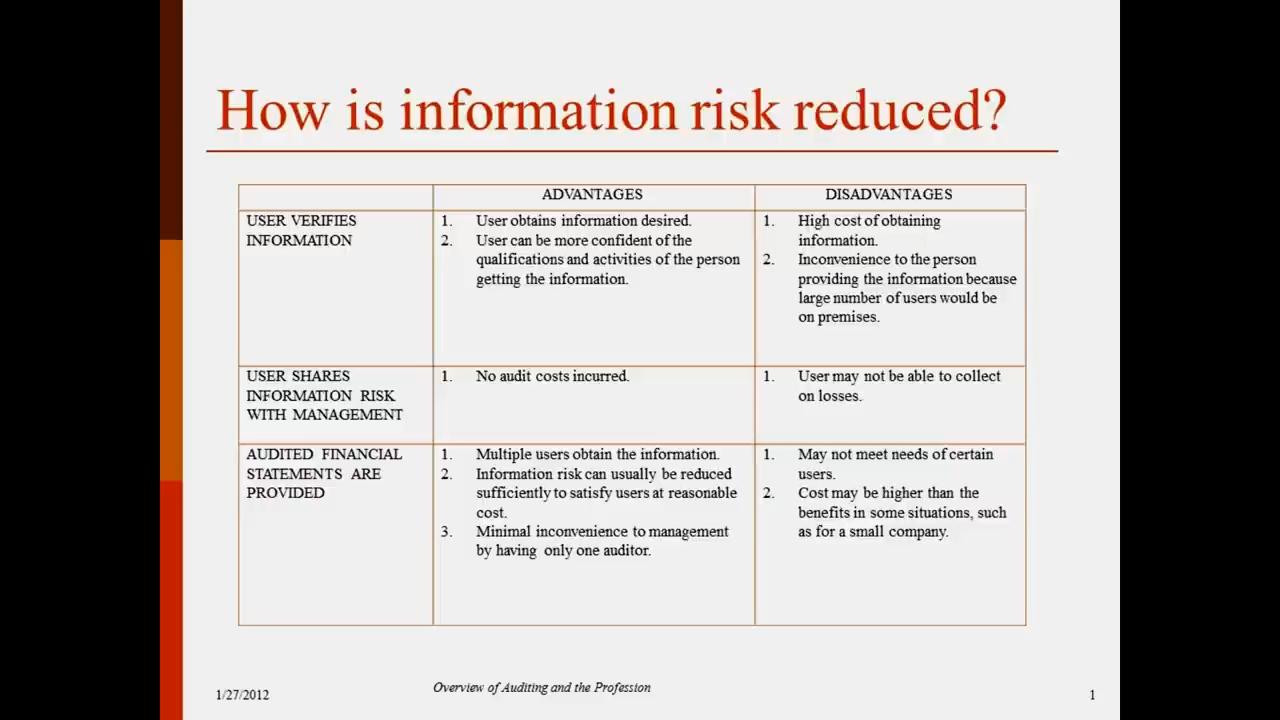 How is information risk reduced?
ADVANTAGES
DISADVANTAGES
USER VERIFIES
INFORMATION
1. User obtains information desired.
2. User can be more confident of the
qualifications and activities of the person
getting the information.
1. High cost of obtaining
information.
2. Inconvenience to the person
providing the information because
large number of users would be
on premises.
USER SHARES
INFORMATION RISK
WITH MANAGEMENT
1. No audit costs incurred.
1. User may not be able to collect
on losses.
AUDITED FINANCIAL
STATEMENTS ARE
PROVIDED
1. Multiple users obtain the information.
2. Information risk can usually be reduced
sufficiently to satisfy users at reasonable
cost.
3. Minimal inconvenience to management
by having only one auditor.
1. May not meet needs of certain
users.
2. Cost may be higher than the
benefits in some situations, such
as for a small company.
1/27/2012
Overview of Auditing and the Profession
1